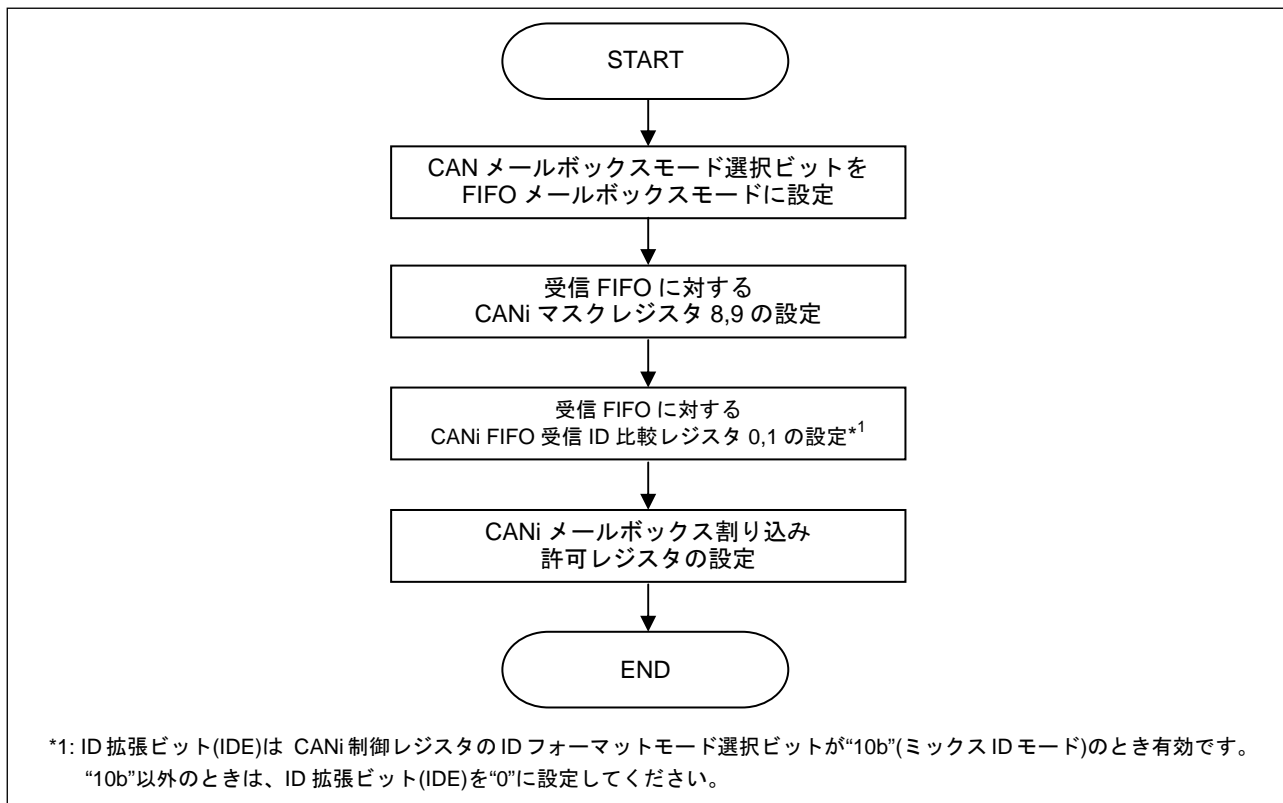 START
CAN メールボックスモード選択ビットを
FIFO メールボックスモードに設定
受信 FIFO に対する
CANi マスクレジスタ 8,9 の設定
受信 FIFO に対する
CANi FIFO 受信 ID 比較レジスタ 0,1 の設定*1
CANi メールボックス割り込み
許可レジスタの設定
END
*1: ID 拡張ビット(IDE)は CANi 制御レジスタの ID フォーマットモード選択ビットが“10b”(ミックス ID モード)のとき有効です。
“10b”以外のときは、ID 拡張ビット(IDE)を“0”に設定してください。